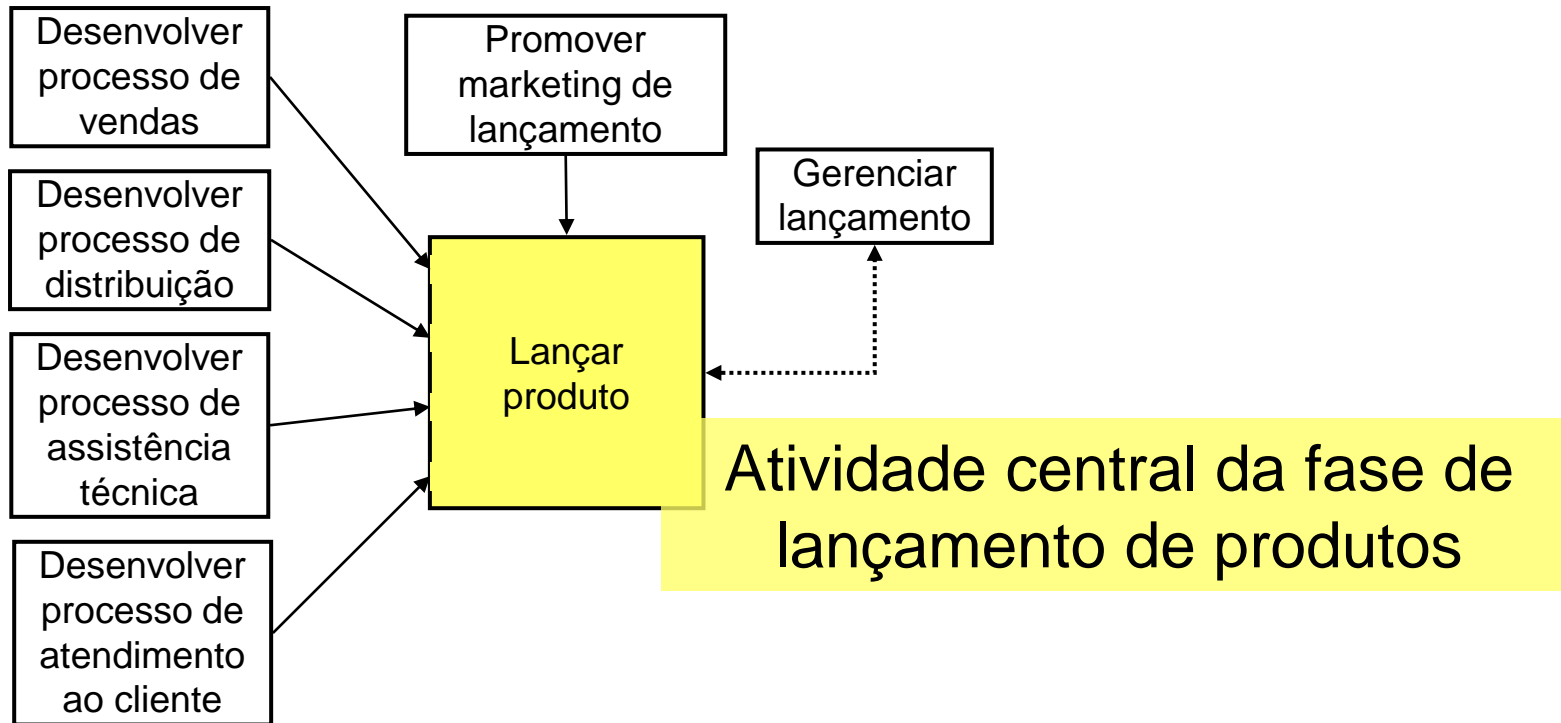 Desenvolver
processo de
vendas
Promover
marketing de
lançamento
Gerenciar
lançamento
Desenvolver
processo de
distribuição
Lançar
produto
Desenvolver
processo de
assistência
técnica
Atividade central da fase de
lançamento de produtos
Desenvolver
processo de
atendimento
ao cliente